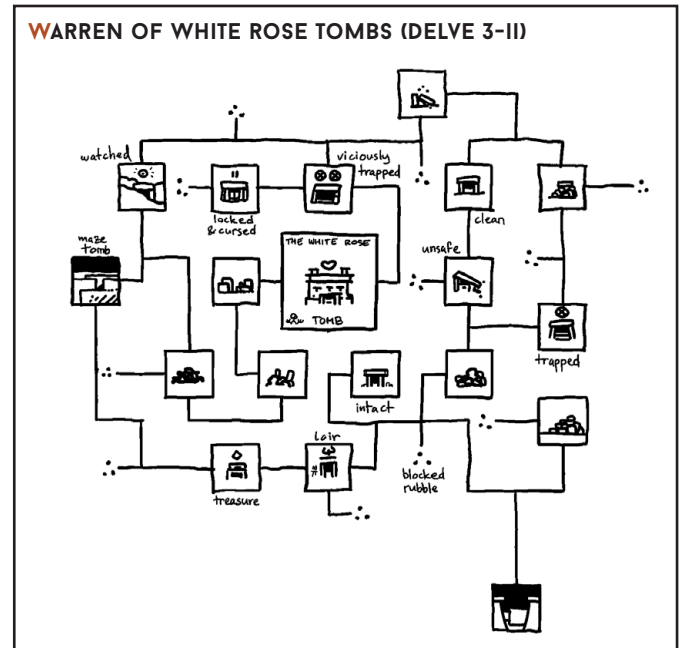 WARREN OF WHITE ROSE TOMBS (DELVE 3-11)
watched
viciously
trapped
locked
& cursed
clean
maze
tomb
THE WHITE ROSE
TOMB
unsafe
trapped
intact
lair
treasure
blocked
rubble